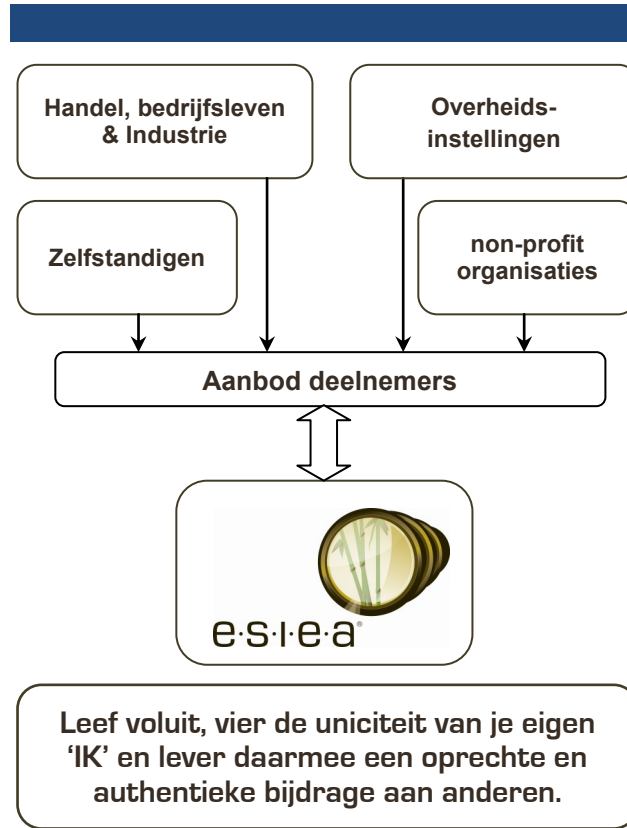 Handel, bedrijfsleven
& Industrie
Overheids-
instellingen
Zelfstandigen
non-profit
organisaties
Aanbod deelnemers
e·s·i·e·a®
Leef voluit, vier de uniciteit van je eigen
‘IK’ en lever daarmee een oprechte en
authentieke bijdrage aan anderen.